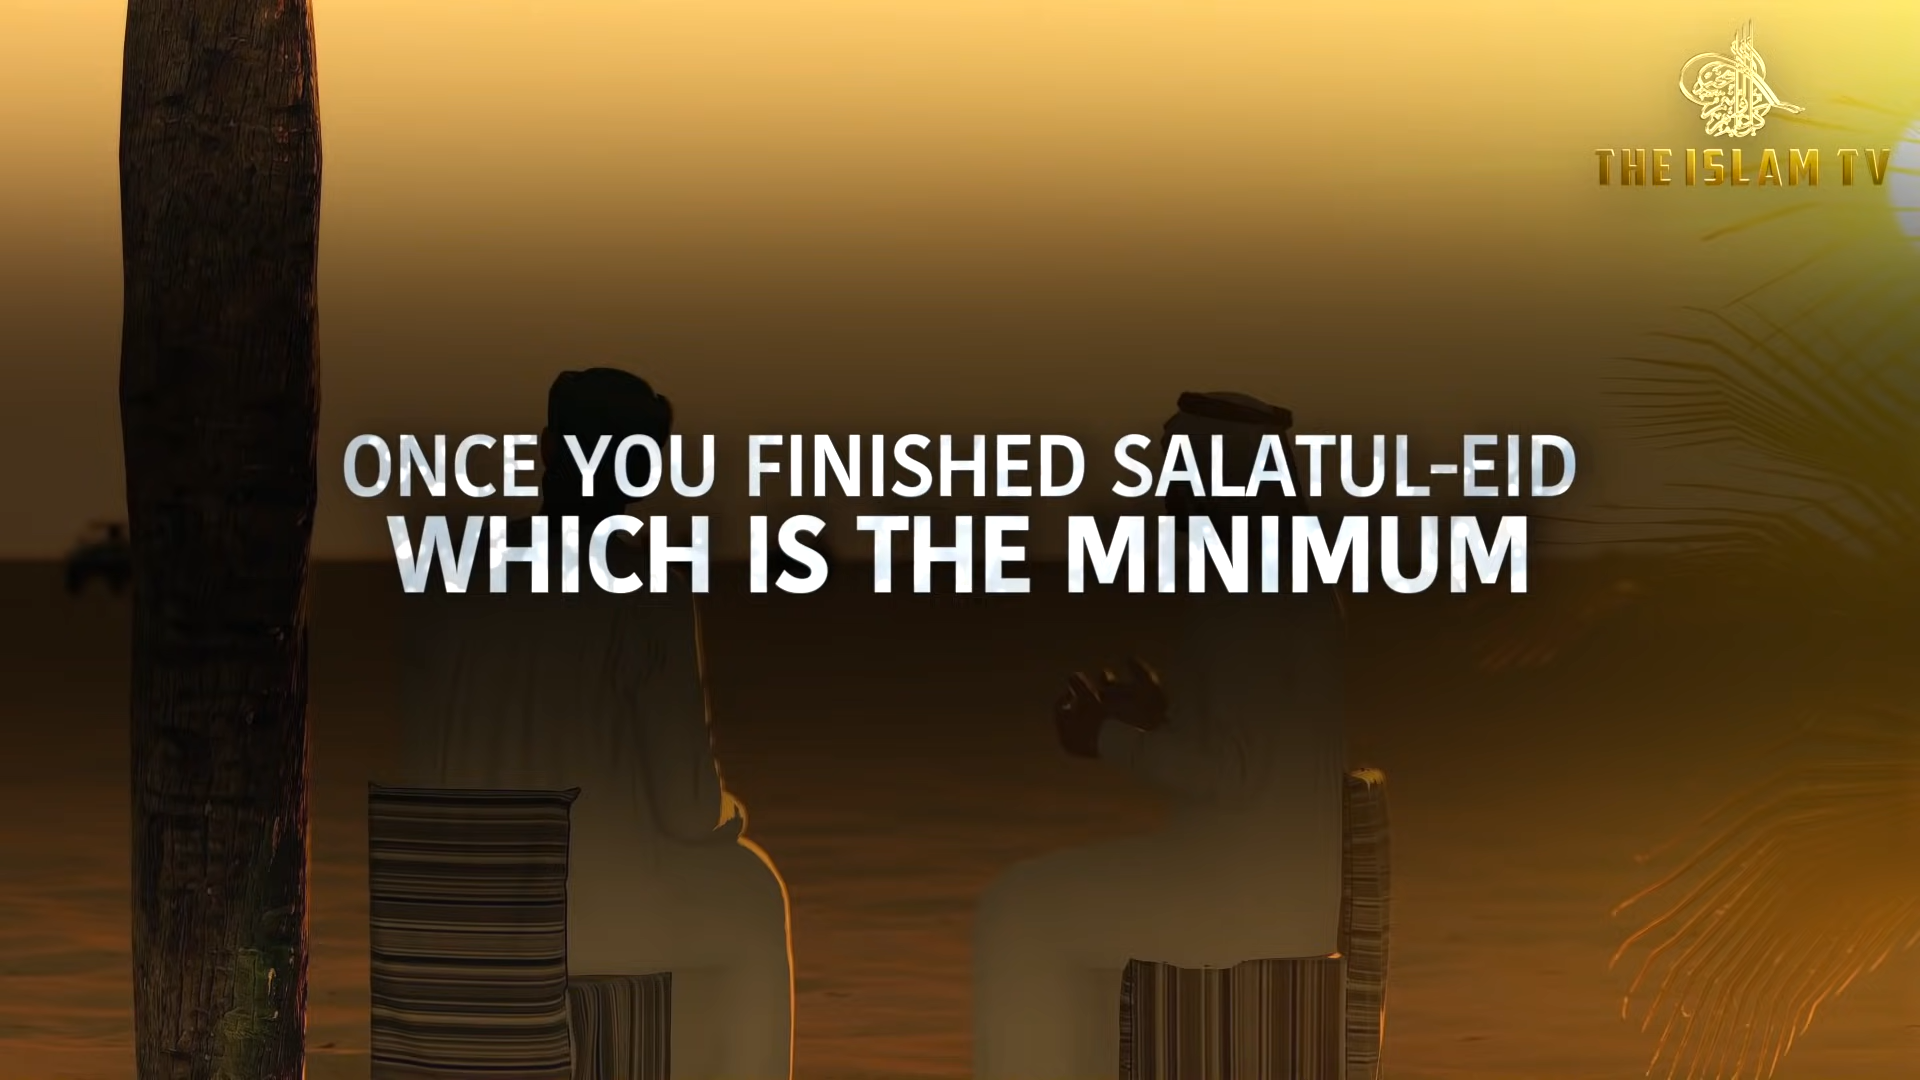 THE ISLAM TV
ONCE YOU FINISHED SALATUL-EID
WHICH IS THE MINIMUM